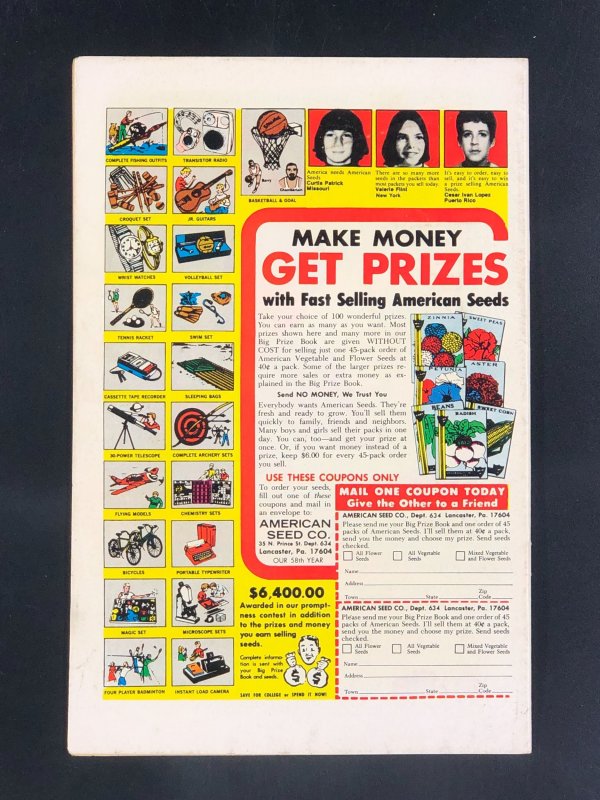 COMPLETE FISHING OUTFITS
TRANSISTOR RADIO
BASKETBALL & GOAL
CROQUET SET
JR. GUITARS
WRIST WATCHES
VOLLEYBALL SET
TENNIS RACKET
SWIM SET
CASSETTE TAPE RECORDER
SLEEPING BAGS
30-POWER TELESCOPE
COMPLETE ARCHERY SETS
FLYING MODELS
CHEMISTRY SETS
BICYCLES
PORTABLE TYPEWRITER
MAGIC SET
MICROSCOPE SETS
FOUR PLAYER BADMINTON
INSTANT LOAD CAMERA
America needs American
Seeds
Curtis Patrick
Missouri
There are so many more
seeds in the packets than
most packets you sell today.
Valerie Flini
New York
It's easy to order, easy to
sell, and it's easy to win
a prize selling American
Seeds.
Cesar Ivan Lopez
Puerto Rico
MAKE MONEY
GET PRIZES
with Fast Selling American Seeds
Take your choice of 100 wonderful prizes.
You can earn as many as you want. Most
prizes shown here and many more in our
Big Prize Book are given WITHOUT
COST for selling just one 45-pack order of
American Vegetable and Flower Seeds at
40¢ a pack. Some of the larger prizes re-
quire more sales or extra money as ex-
plained in the Big Prize Book.
Send NO MONEY, We Trust You
Everybody wants American Seeds. They're
fresh and ready to grow. You'll sell them
quickly to family, friends and neighbors.
Many boys and girls sell their packs in one
day. You can, too—and get your prize at
once. Or, if you want money instead of a
prize, keep $6.00 for every 45-pack order
you sell.
ZINNIA
SWEET PEAS
PETUNIA
ASTER
BEANS
RADISH
SWEET CORN
USE THESE COUPONS ONLY
To order your seeds,
fill out one of these
coupons and mail in
an envelope to:
AMERICAN
SEED CO.
35 N. Prince St. Dept. 634
Lancaster, Pa. 17604
OUR 58th YEAR
MAIL ONE COUPON TODAY
Give the Other to a Friend
AMERICAN SEED CO., Dept. 634 Lancaster, Pa. 17604
Please send me your Big Prize Book and one order of 45
packs of American Seeds. I'll sell them at 40¢ a pack,
send you the money and choose my prize. Send seeds
checked.
All Flower Seeds
All Vegetable Seeds
Mixed Vegetable and Flower Seeds
Name
Address
Town State Zip Code
AMERICAN SEED CO., Dept. 634 Lancaster, Pa. 17604
Please send me your Big Prize Book and one order of 45
packs of American Seeds. I'll sell them at 40¢ a pack,
send you the money and choose my prize. Send seeds
checked.
All Flower Seeds
All Vegetable Seeds
Mixed Vegetable and Flower Seeds
Name
Address
Town State Zip Code
$6,400.00
Awarded in our prompt-
ness contest in addition
to the prizes and money
you earn selling
seeds.
Complete informa-
tion is sent with
your Big Prize
Book and seeds.
$ $
SAVE FOR COLLEGE or SPEND IT NOW!